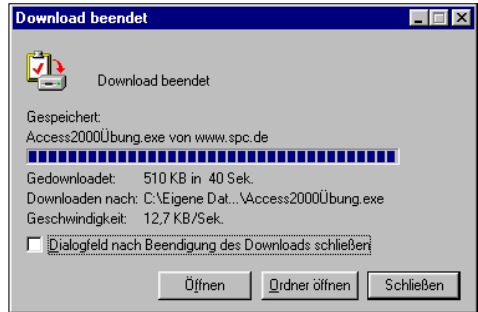 Download beendet
Download beendet
Gespeichert:
Access2000Übung.exe von www.spc.de
Gedownloadet: 510 KB in 40 Sek.
Downloaden nach: C:\Eigene Dat...\Access2000Übung.exe
Geschwindigkeit: 12,7 KB/Sek.
Dialogfeld nach Beendigung des Downloads schließen
Öffnen Ordner öffnen Schließen